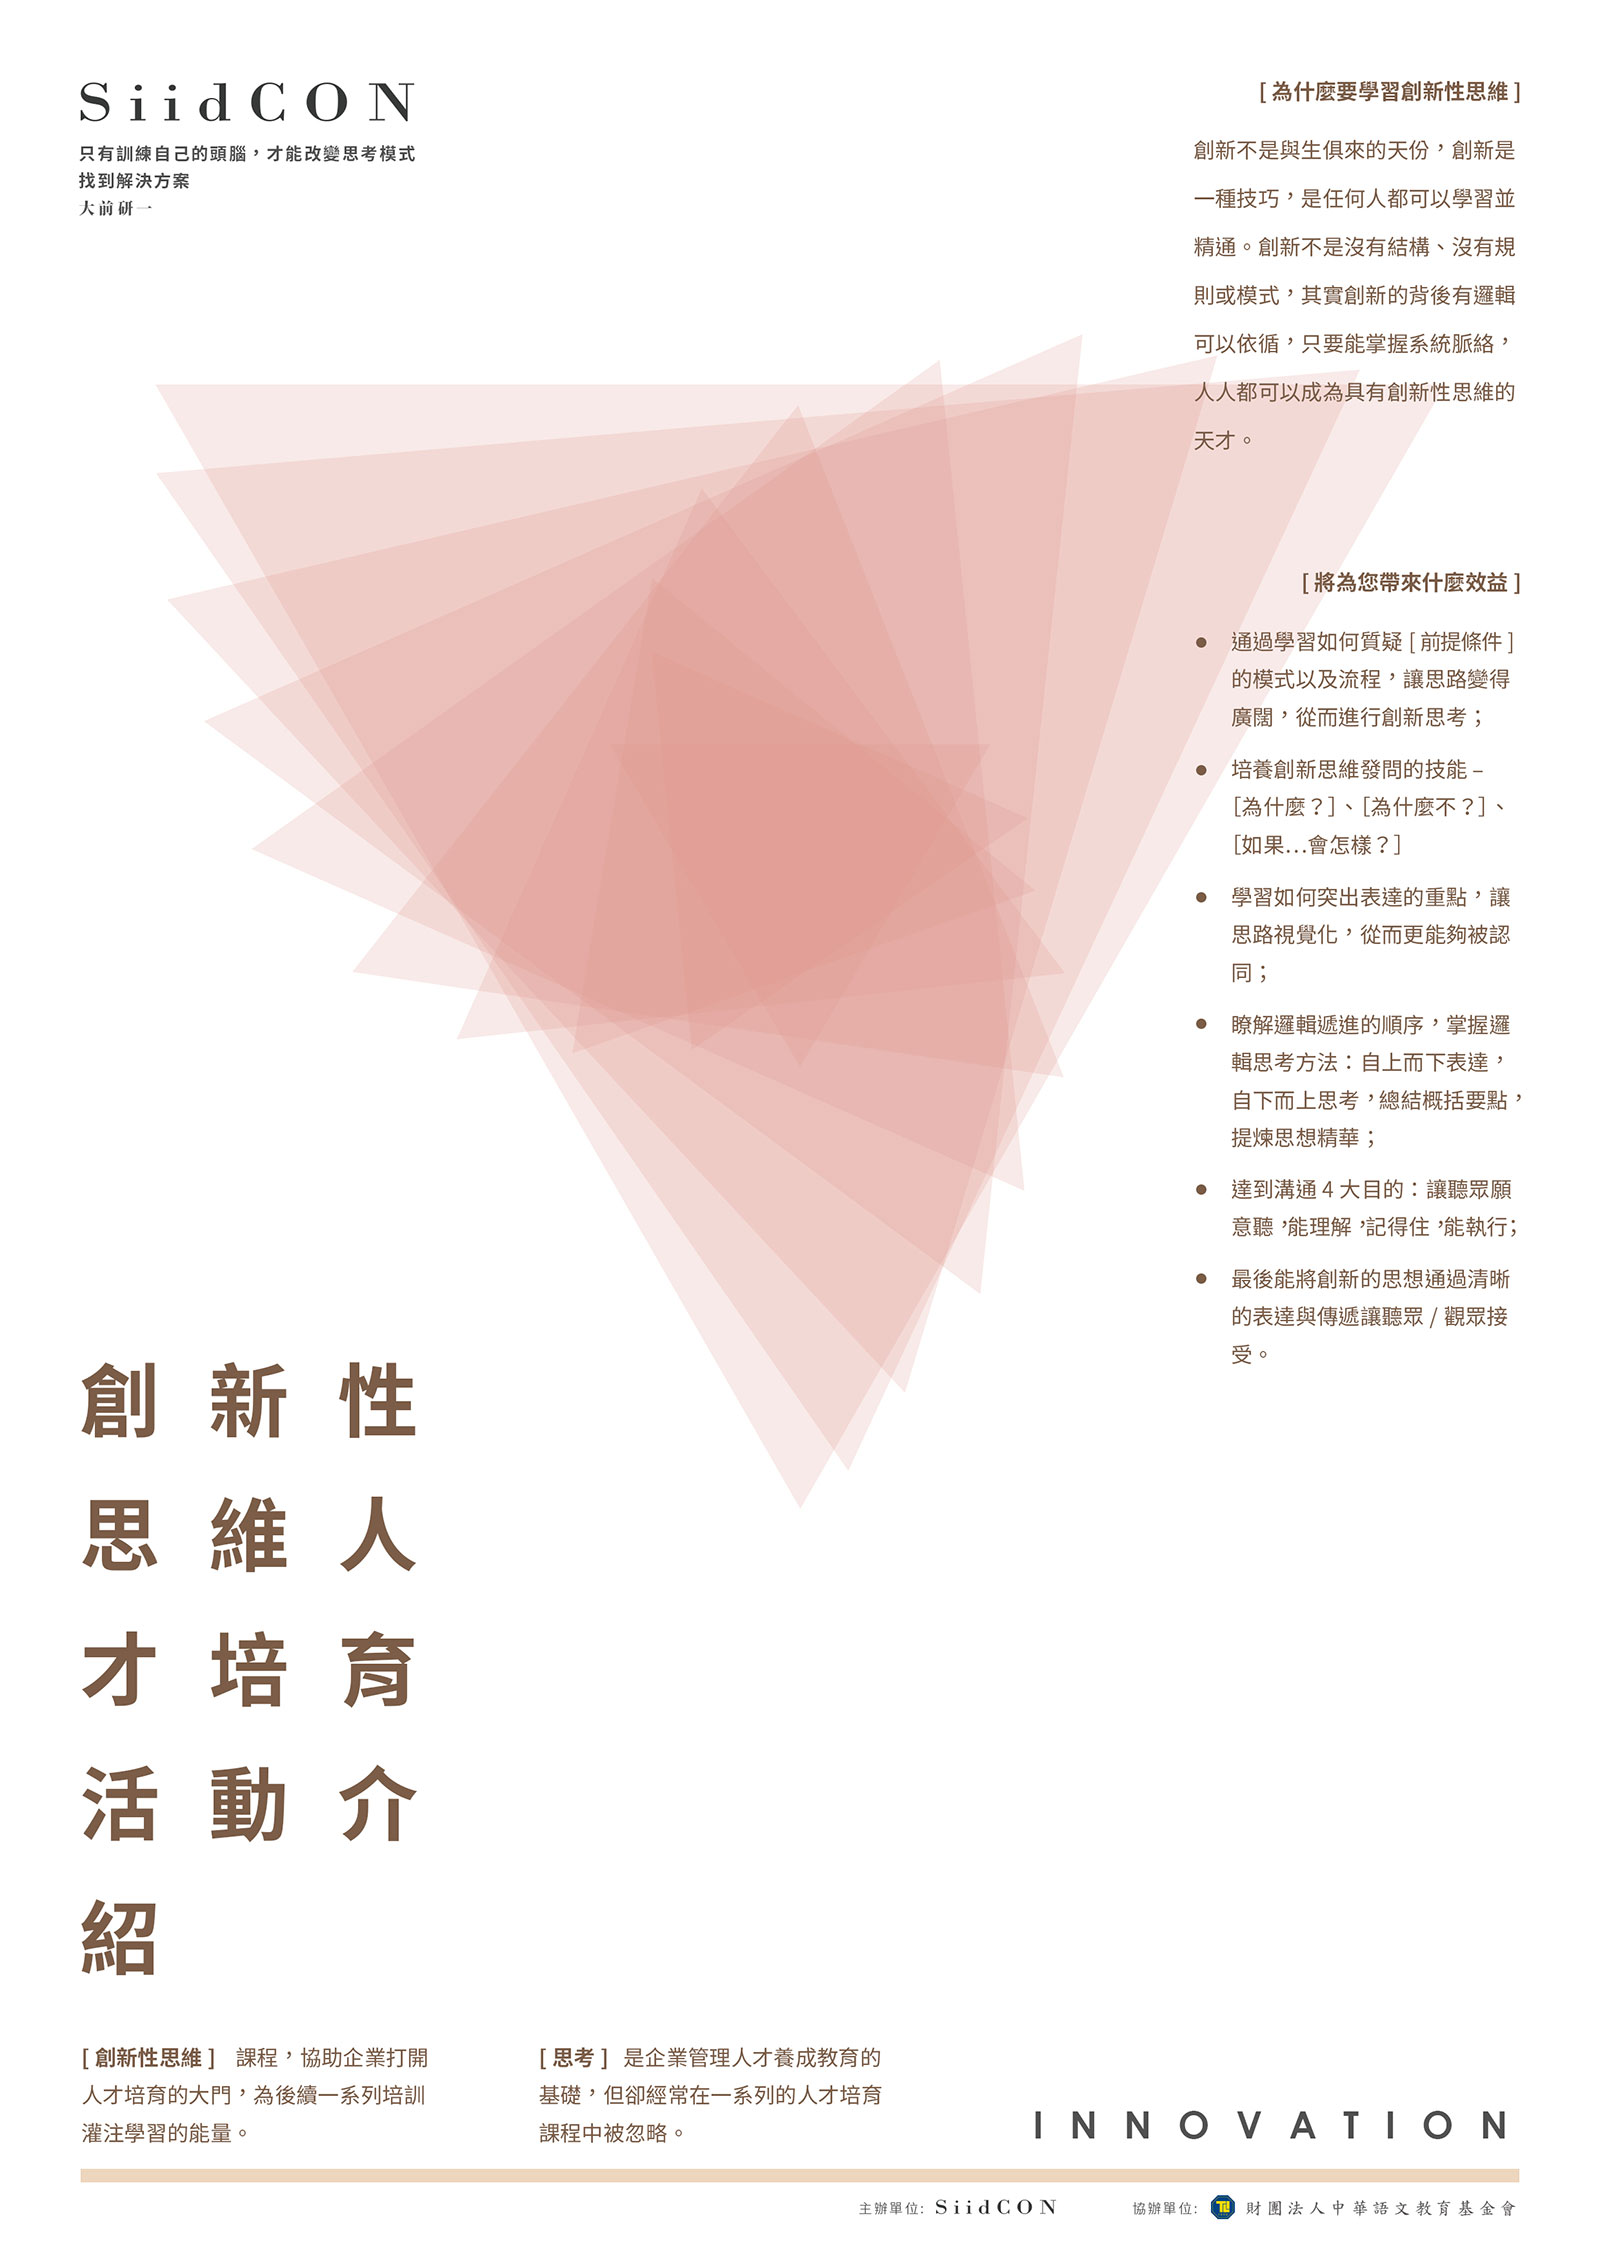 SiidCON
只有訓練自己的頭腦，才能改變思考模式
找到解決方案
大前研一
[ 為什麼要學習創新性思維 ]
創新不是與生俱來的天份，創新是
一種技巧，是任何人都可以學習並
精通。創新不是沒有結構、沒有規
則或模式，其實創新的背後有邏輯
可以依循，只要能掌握系統脈絡，
人人都可以成為具有創新性思維的
天才。
[ 將為您帶來什麼效益 ]
● 通過學習如何質疑 [ 前提條件 ]
的模式以及流程，讓思路變得
廣闊，從而進行創新思考；
● 培養創新思維發問的技能 –
[為什麼？]、[為什麼不？]、
[如果…會怎樣？]
● 學習如何突出表達的重點，讓
思路視覺化，從而更能夠被認
同；
● 瞭解邏輯遞進的順序，掌握邏
輯思考方法：自上而下表達，
自下而上思考，總結概括要點，
提煉思想精華；
● 達到溝通 4 大目的：讓聽眾願
意聽，能理解，記得住，能執行；
● 最後能將創新的思想通過清晰
的表達與傳遞讓聽眾 / 觀眾接
受。
創新性
思維人
才培育
活動介
紹
[ 創新性思維 ] 課程，協助企業打開
人才培育的大門，為後續一系列培訓
灌注學習的能量。
[ 思考 ] 是企業管理人才養成教育的
基礎，但卻經常在一系列的人才培育
課程中被忽略。
INNOVATION
主辦單位: SiidCON
協辦單位: 財團法人中華語文教育基金會